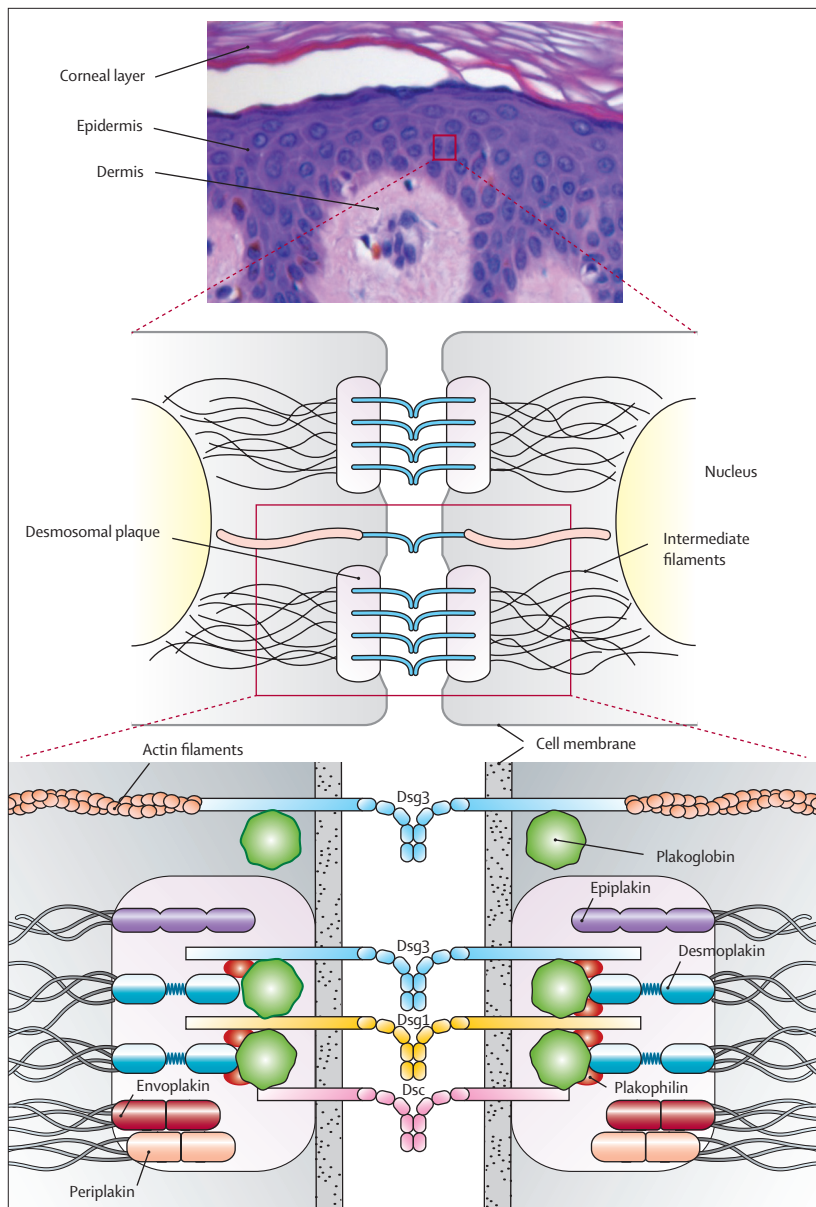 Corneal layer
Epidermis
Dermis
Nucleus
Desmosomal plaque
Intermediate
filaments
Cell membrane
Actin filaments
Dsg3
Plakoglobin
Epiplakin
Dsg3
Desmoplakin
Dsg1
Envoplakin
Dsc
Plakophilin
Periplakin